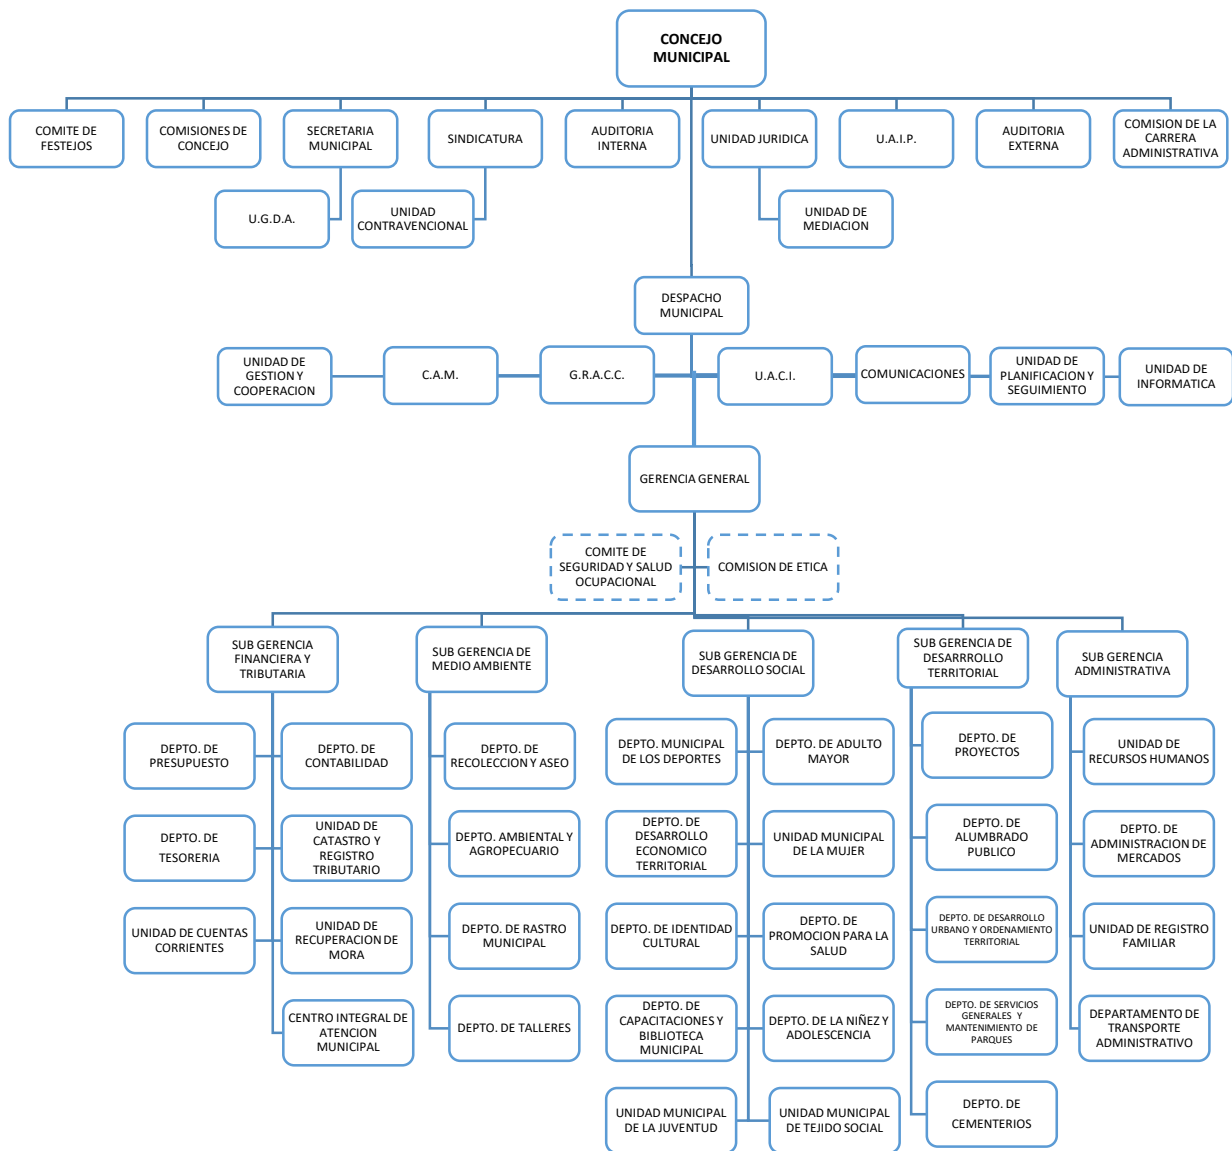 CONCEJO
MUNICIPAL
COMITE DE
FESTEJOS
COMISIONES DE
CONCEJO
SECRETARIA
MUNICIPAL
SINDICATURA
AUDITORIA
INTERNA
UNIDAD JURIDICA
U.A.I.P.
AUDITORIA
EXTERNA
COMISION DE LA
CARRERA
ADMINISTRATIVA
U.G.D.A.
UNIDAD
CONTRAVENCIONAL
UNIDAD DE
MEDIACION
DESPACHO
MUNICIPAL
UNIDAD DE
GESTION Y
COOPERACION
C.A.M.
G.R.A.C.C.
U.A.C.I.
COMUNICACIONES
UNIDAD DE
PLANIFICACION Y
SEGUIMIENTO
UNIDAD DE
INFORMATICA
GERENCIA GENERAL
COMITE DE
SEGURIDAD Y SALUD
OCUPACIONAL
COMISION DE ETICA
SUB GERENCIA
FINANCIERA Y
TRIBUTARIA
SUB GERENCIA DE
MEDIO AMBIENTE
SUB GERENCIA DE
DESARROLLO SOCIAL
SUB GERENCIA DE
DESARRROLLO
TERRITORIAL
SUB GERENCIA
ADMINISTRATIVA
DEPTO. DE
PRESUPUESTO
DEPTO. DE
CONTABILIDAD
DEPTO. DE
RECOLECCION Y ASEO
DEPTO. MUNICIPAL
DE LOS DEPORTES
DEPTO. DE ADULTO
MAYOR
DEPTO. DE
PROYECTOS
UNIDAD DE
RECURSOS HUMANOS
DEPTO. DE
TESORERIA
UNIDAD DE
CATASTRO Y
REGISTRO
TRIBUTARIO
DEPTO. AMBIENTAL Y
AGROPECUARIO
DEPTO. DE
DESARROLLO
ECONOMICO
TERRITORIAL
UNIDAD MUNICIPAL
DE LA MUJER
DEPTO. DE
ALUMBRADO
PUBLICO
DEPTO. DE
ADMINISTRACION DE
MERCADOS
UNIDAD DE CUENTAS
CORRIENTES
UNIDAD DE
RECUPERACION DE
MORA
DEPTO. DE RASTRO
MUNICIPAL
DEPTO. DE IDENTIDAD
CULTURAL
DEPTO. DE
PROMOCION PARA LA
SALUD
DEPTO. DE DESARROLLO
URBANO Y ORDENAMIENTO
TERRITORIAL
UNIDAD DE REGISTRO
FAMILIAR
CENTRO INTEGRAL DE
ATENCION
MUNICIPAL
DEPTO. DE TALLERES
DEPTO. DE
CAPACITACIONES Y
BIBLIOTECA
MUNICIPAL
DEPTO. DE LA NIÑEZ Y
ADOLESCENCIA
DEPTO. DE SERVICIOS
GENERALES Y
MANTENIMIENTO DE
PARQUES
DEPARTAMENTO DE
TRANSPORTE
ADMINISTRATIVO
UNIDAD MUNICIPAL
DE LA JUVENTUD
UNIDAD MUNICIPAL
DE TEJIDO SOCIAL
DEPTO. DE
CEMENTERIOS